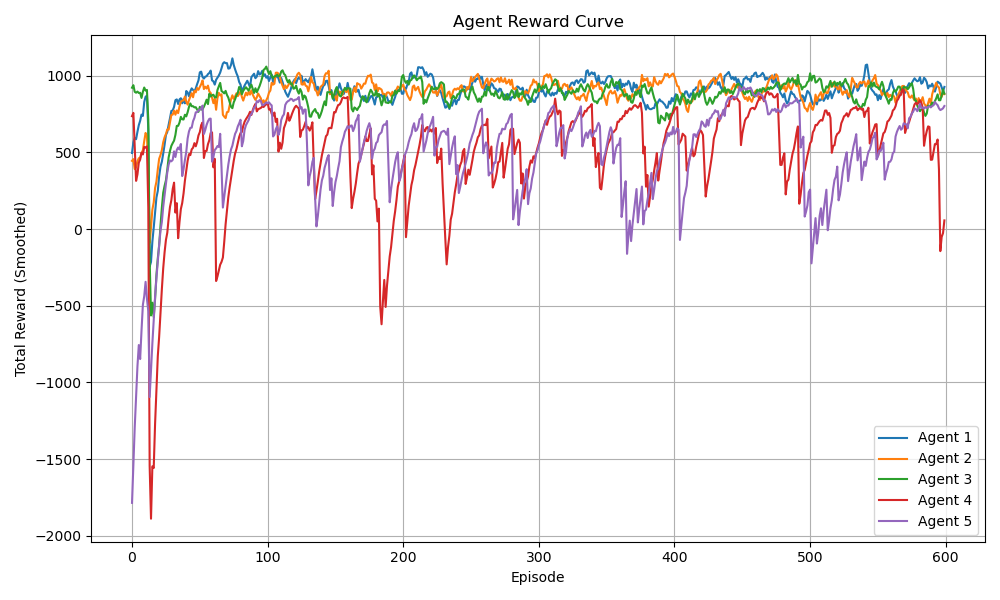 Agent Reward Curve
Total Reward (Smoothed)
1000
500
0
−500
−1000
−1500
−2000
0 100 200 300 400 500 600
Episode
Agent 1
Agent 2
Agent 3
Agent 4
Agent 5